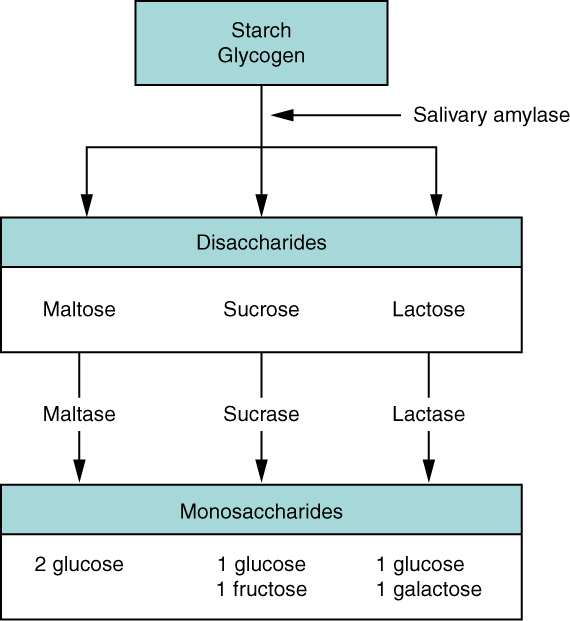 Starch
Glycogen
Salivary amylase
Disaccharides
Maltose Sucrose Lactose
Maltase Sucrase Lactase
Monosaccharides
2 glucose 1 glucose 1 glucose
1 fructose 1 galactose